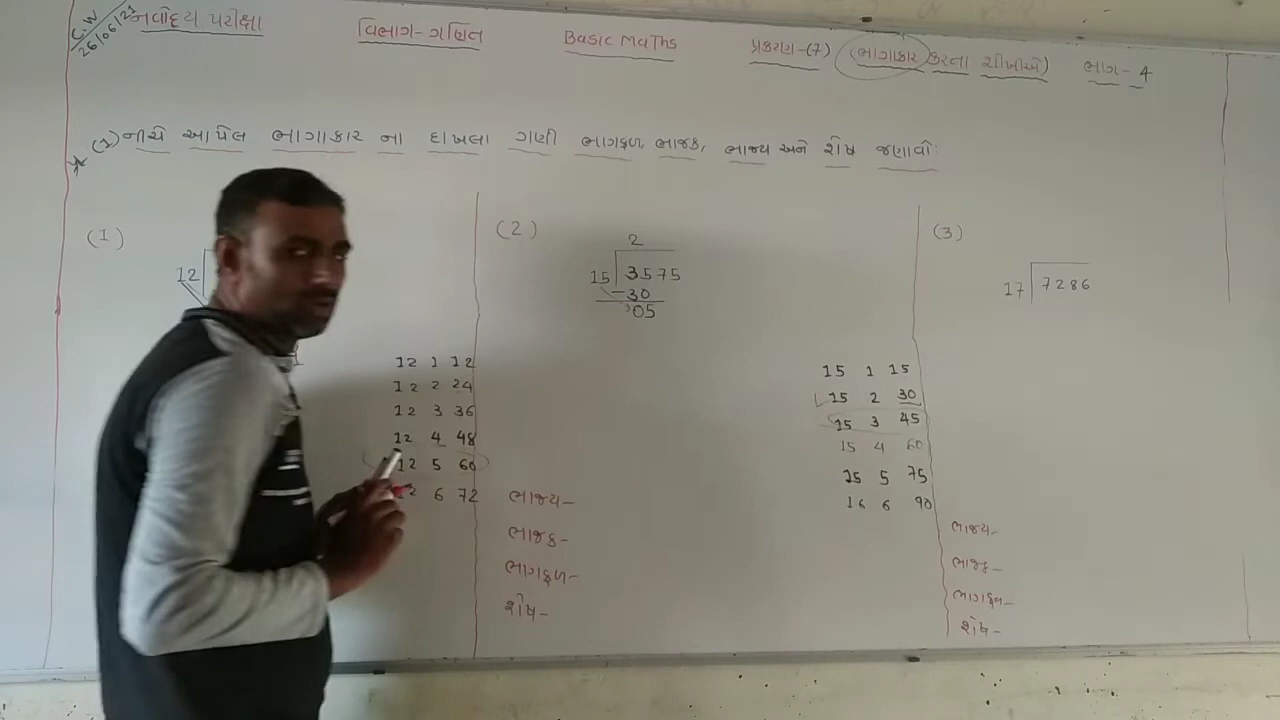 C.W
26/06/21
નવોદય પરીક્ષા વિભાગ-ગણિત Basic Maths પ્રકરણ-(7) (ભાગાકાર કરતા શીખીએ) ભાગ-4
* (1) નીચે આપેલ ભાગાકાર ના દાખલા ગણી ભાગફળ, ભાજક, ભાજ્ય અને શેષ જણાવો:
(1)
12
12 1 12
12 2 24
12 3 36
12 4 48
12 5 60
2 6 72
(2)
2
15 3575
-30
05
15 1 15
15 2 30
15 3 45
15 4 60
15 5 75
16 6 90
ભાજ્ય-
ભાજક-
ભાગફળ-
શેષ-
(3)
17 7286
ભાજ્ય-
ભાજક-
ભાગફળ-
શેષ-